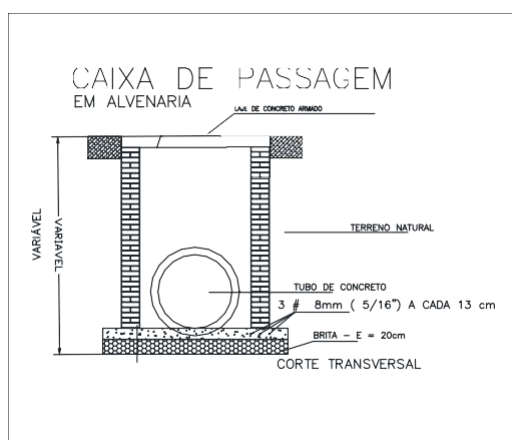 CAIXA DE PASSAGEM
EM ALVENARIA
LAJE DE CONCRETO ARMADO
VARIÁVEL
VARIAVEL
TERRENO NATURAL
TUBO DE CONCRETO
3 # 8mm ( 5/16") A CADA 13 cm
BRITA - E = 20cm
CORTE TRANSVERSAL